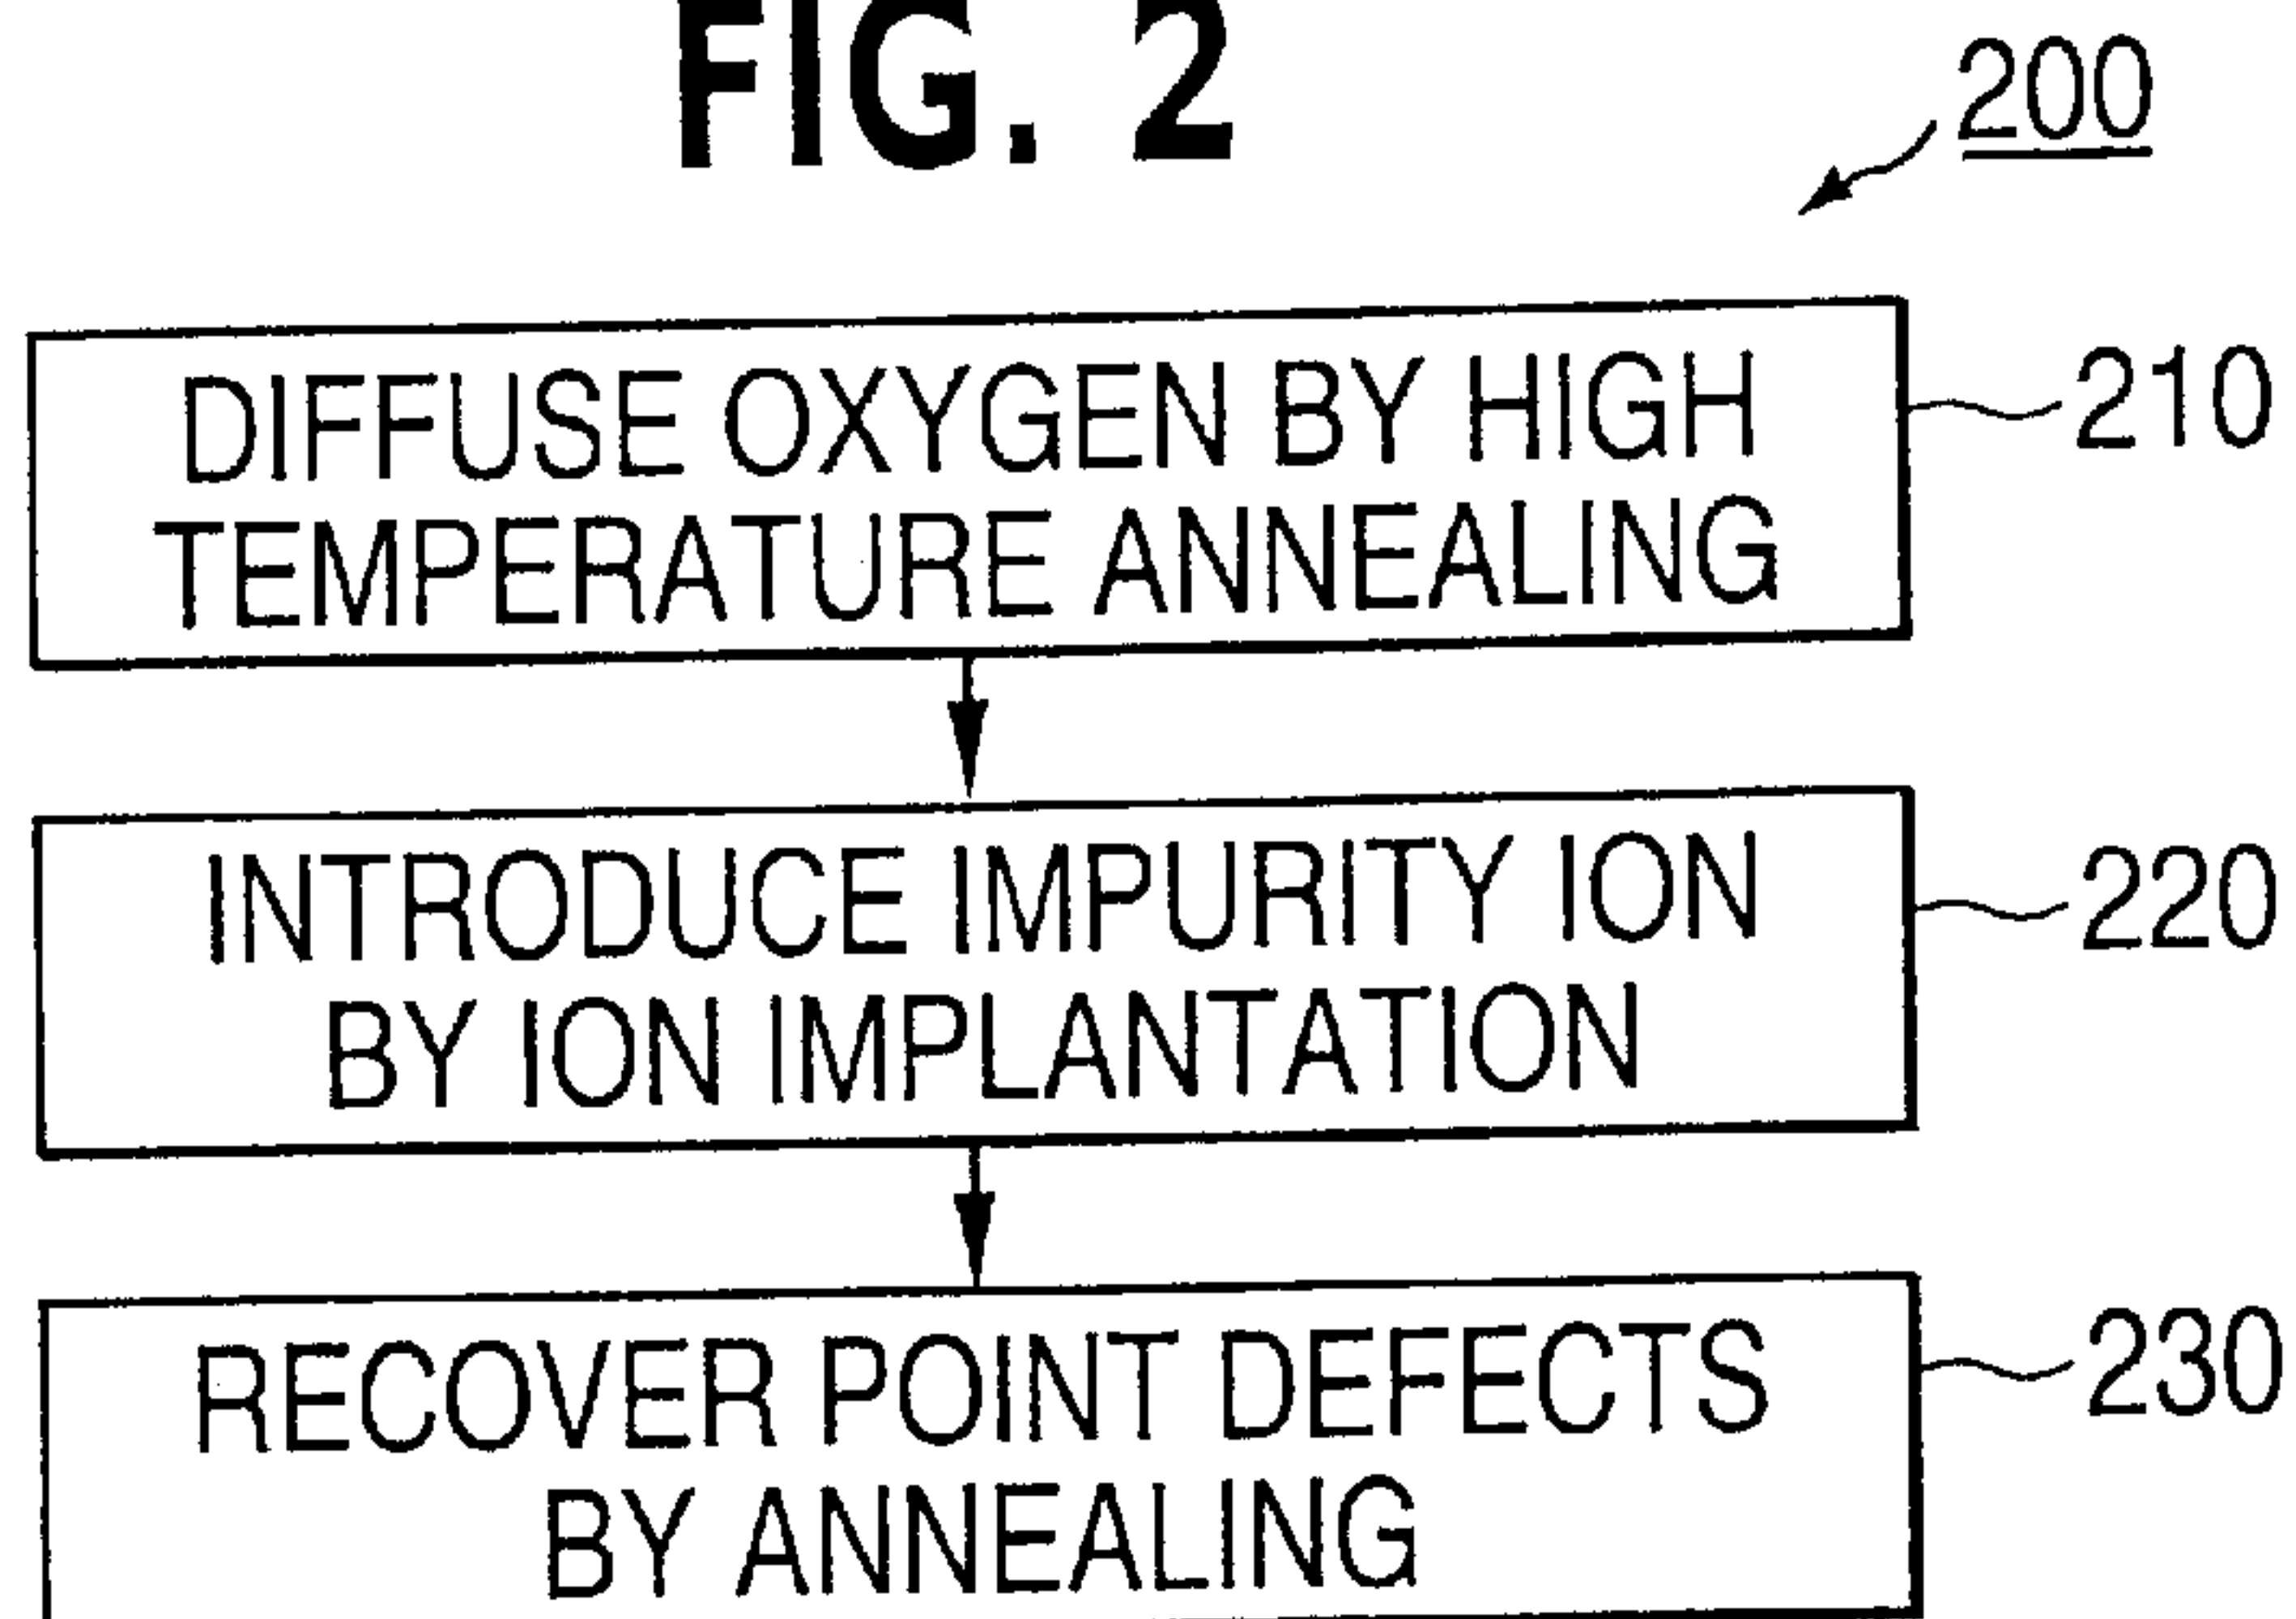 FIG. 2
200
DIFFUSE OXYGEN BY HIGH
TEMPERATURE ANNEALING
210
INTRODUCE IMPURITY ION
BY ION IMPLANTATION
220
RECOVER POINT DEFECTS
BY ANNEALING
230